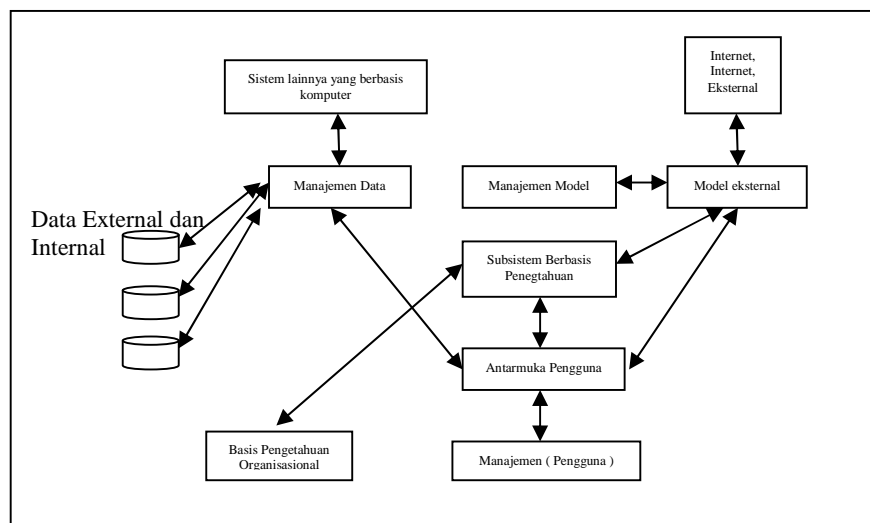 Internet,
Internet,
Eksternal
Sistem lainnya yang berbasis
komputer
Manajemen Data
Manajemen Model
Model eksternal
Data External dan
Internal
Subsistem Berbasis
Penegtahuan
Antarmuka Pengguna
Basis Pengetahuan
Organisasional
Manajemen ( Pengguna )